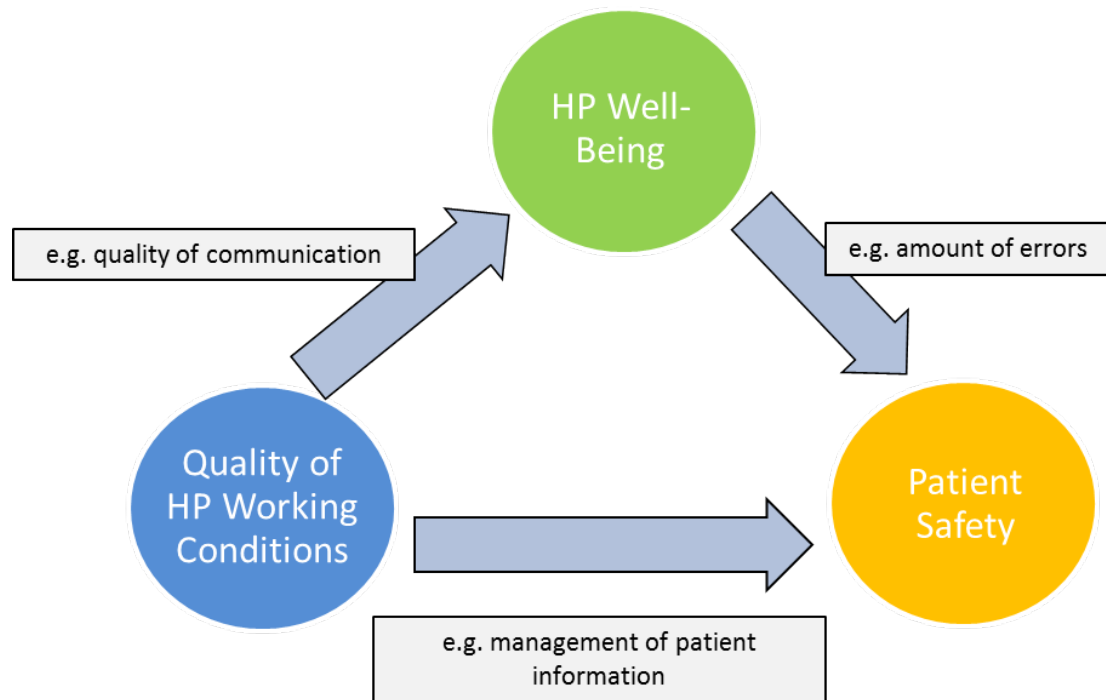 HP Well-
Being
e.g. quality of communication
e.g. amount of errors
Quality of
HP Working
Conditions
Patient
Safety
e.g. management of patient
information